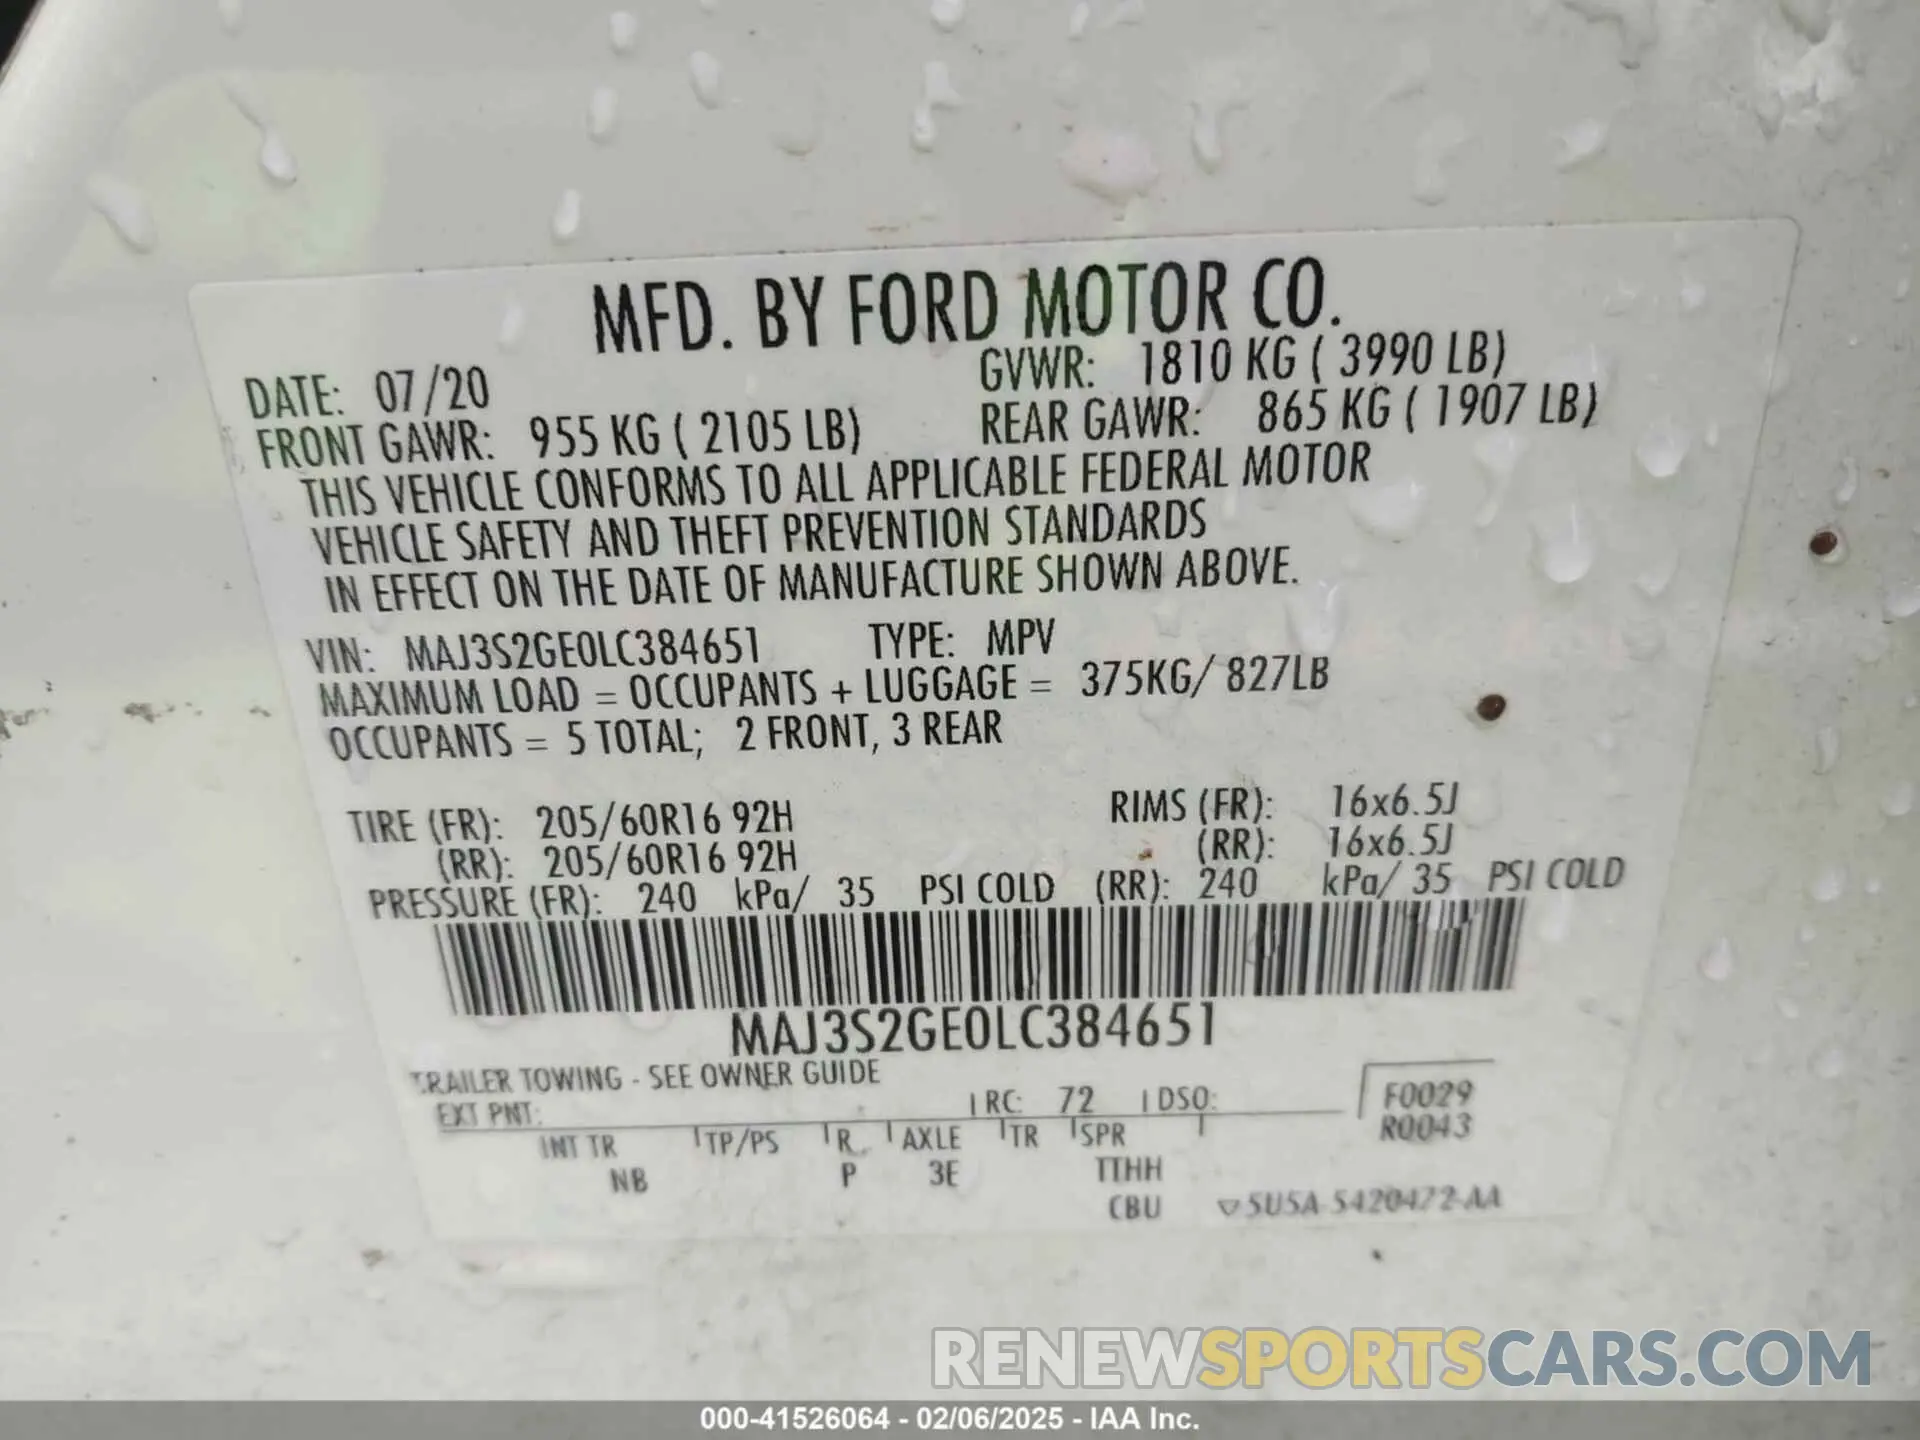 MFD. BY FORD MOTOR CO.
DATE: 07/20 GVWR: 1810 KG ( 3990 LB)
FRONT GAWR: 955 KG ( 2105 LB) REAR GAWR: 865 KG ( 1907 LB)
THIS VEHICLE CONFORMS TO ALL APPLICABLE FEDERAL MOTOR
VEHICLE SAFETY AND THEFT PREVENTION STANDARDS
IN EFFECT ON THE DATE OF MANUFACTURE SHOWN ABOVE.
VIN: MAJ3S2GE0LC384651 TYPE: MPV
MAXIMUM LOAD = OCCUPANTS + LUGGAGE = 375KG/ 827LB
OCCUPANTS = 5 TOTAL; 2 FRONT, 3 REAR
TIRE (FR): 205/60R16 92H RIMS (FR): 16x6.5J
(RR): 205/60R16 92H (RR): 16x6.5J
PRESSURE (FR): 240 kPa/ 35 PSI COLD (RR): 240 kPa/ 35 PSI COLD
MAJ3S2GE0LC384651
TRAILER TOWING - SEE OWNER GUIDE
EXT PNT: RC: 72 DSO: F0029
R0043
INT TR TP/PS R AXLE TR SPR
NB P 3E TTHH
CBU ▽5U5A-5420472-AA
RENEWSPORTSCARS.COM
000-41526064 - 02/06/2025 - IAA Inc.